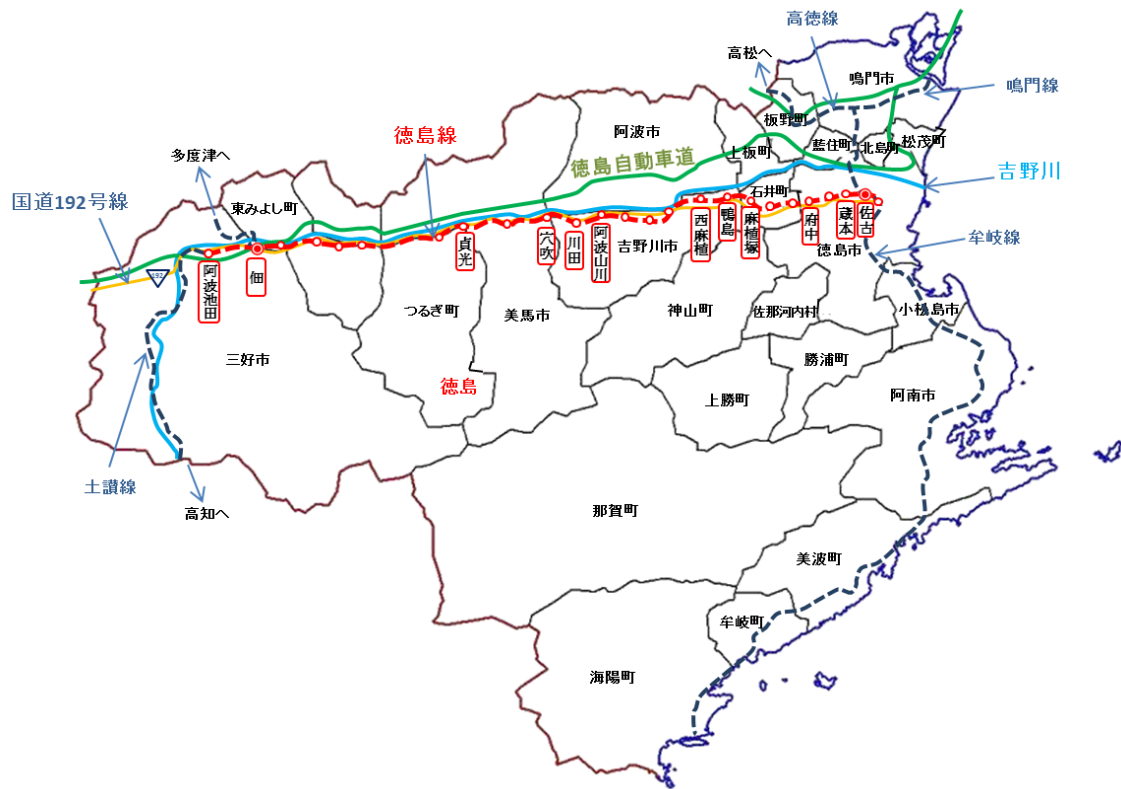 高徳線
高松へ
鳴門市
鳴門線
板野町
阿波市
徳島線
藍住町
北島町
松茂町
上板町
多度津へ
徳島自動車道
吉野川
国道192号線
東みよし町
石井町
192
阿波池田
佃
貞光
穴吹
川田
阿波山川
吉野川市
西麻植
鴨島
麻植塚
府中
蔵本
佐古
徳島市
牟岐線
つるぎ町
美馬市
神山町
佐那河内村
小松島市
三好市
勝浦町
徳島
上勝町
阿南市
土讃線
高知へ
那賀町
美波町
牟岐町
海陽町